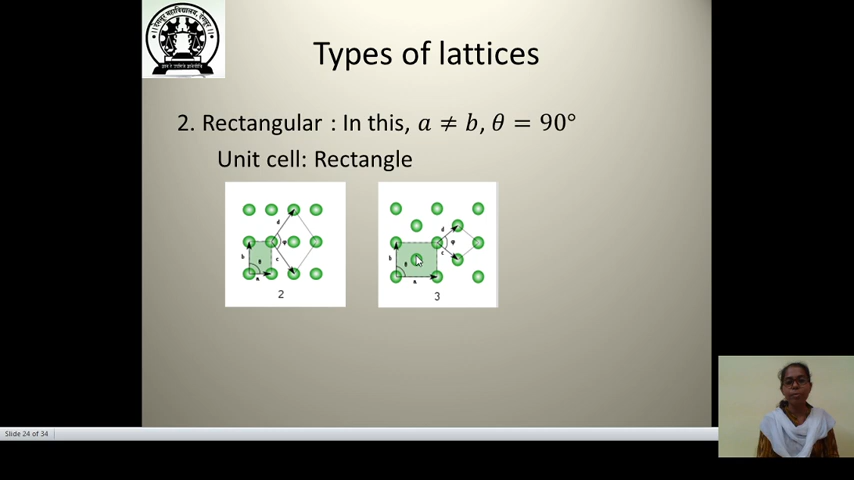 Types of lattices
2. Rectangular : In this, 𝑎 ≠ 𝑏, 𝜃 = 90°
Unit cell: Rectangle
d
φ
b
θ
c
a
2
d
φ
b
θ
c
a
3
Slide 24 of 34